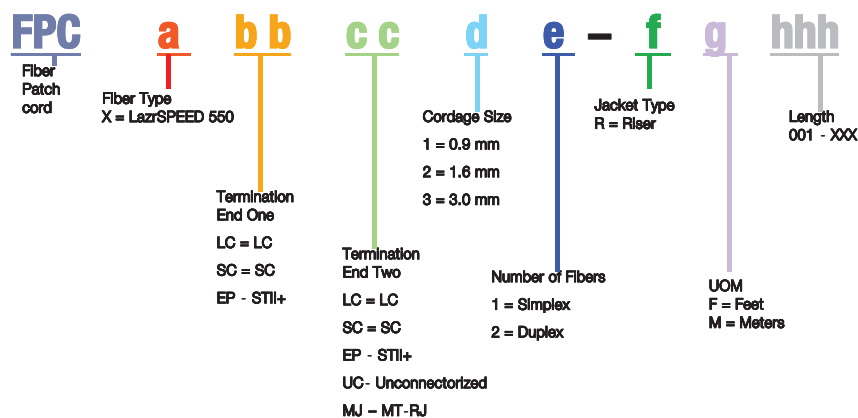 FPC a bb cc d e – f g hhh
Fiber
Patch
cord
Fiber Type
X = LazrSPEED 550
Termination
End One
LC = LC
SC = SC
EP - STII+
Termination
End Two
LC = LC
SC = SC
EP - STII+
UC- Unconnectorized
MJ – MT-RJ
Cordage Size
1 = 0.9 mm
2 = 1.6 mm
3 = 3.0 mm
Number of Fibers
1 = Simplex
2 = Duplex
Jacket Type
R = Riser
UOM
F = Feet
M = Meters
Length
001 - XXX